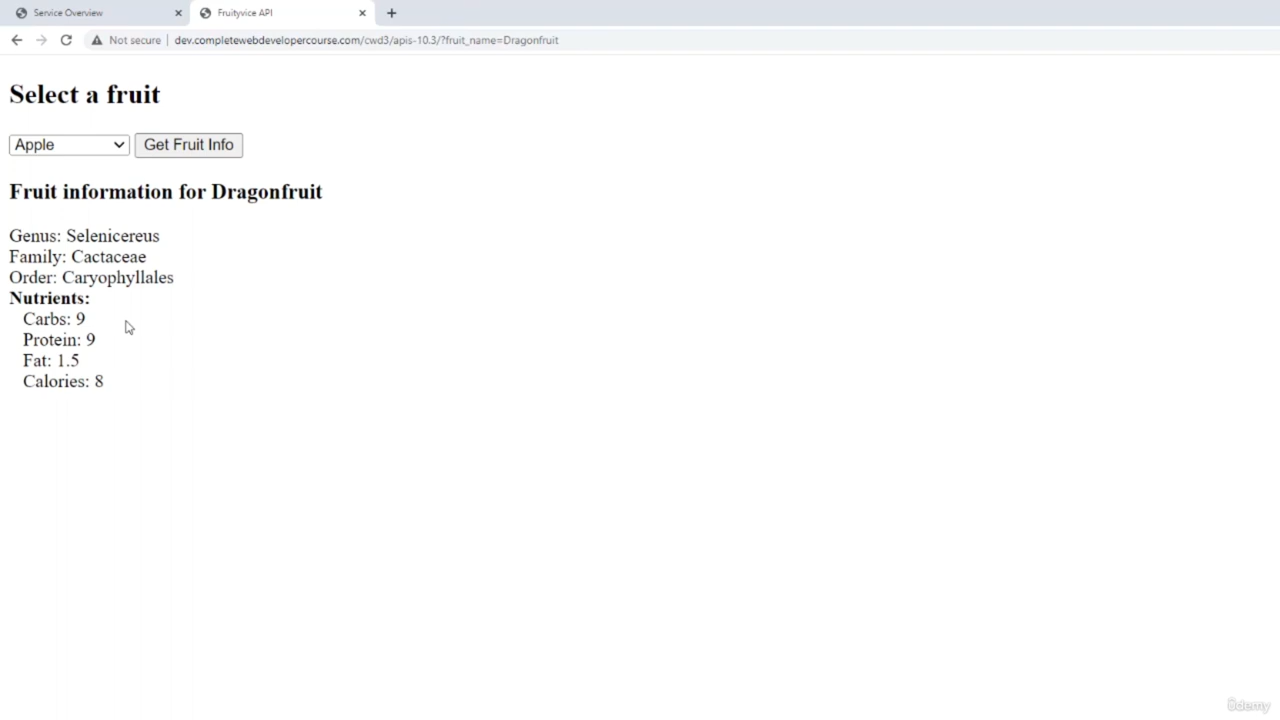 Service Overview
Fruityvice API
Not secure
dev.completewebdevelopercourse.com/cwd3/apis-10.3/?fruit_name=Dragonfruit
Select a fruit
Apple Get Fruit Info
Fruit information for Dragonfruit
Genus: Selenicereus
Family: Cactaceae
Order: Caryophyllales
Nutrients:
Carbs: 9
Protein: 9
Fat: 1.5
Calories: 8
ûdemy